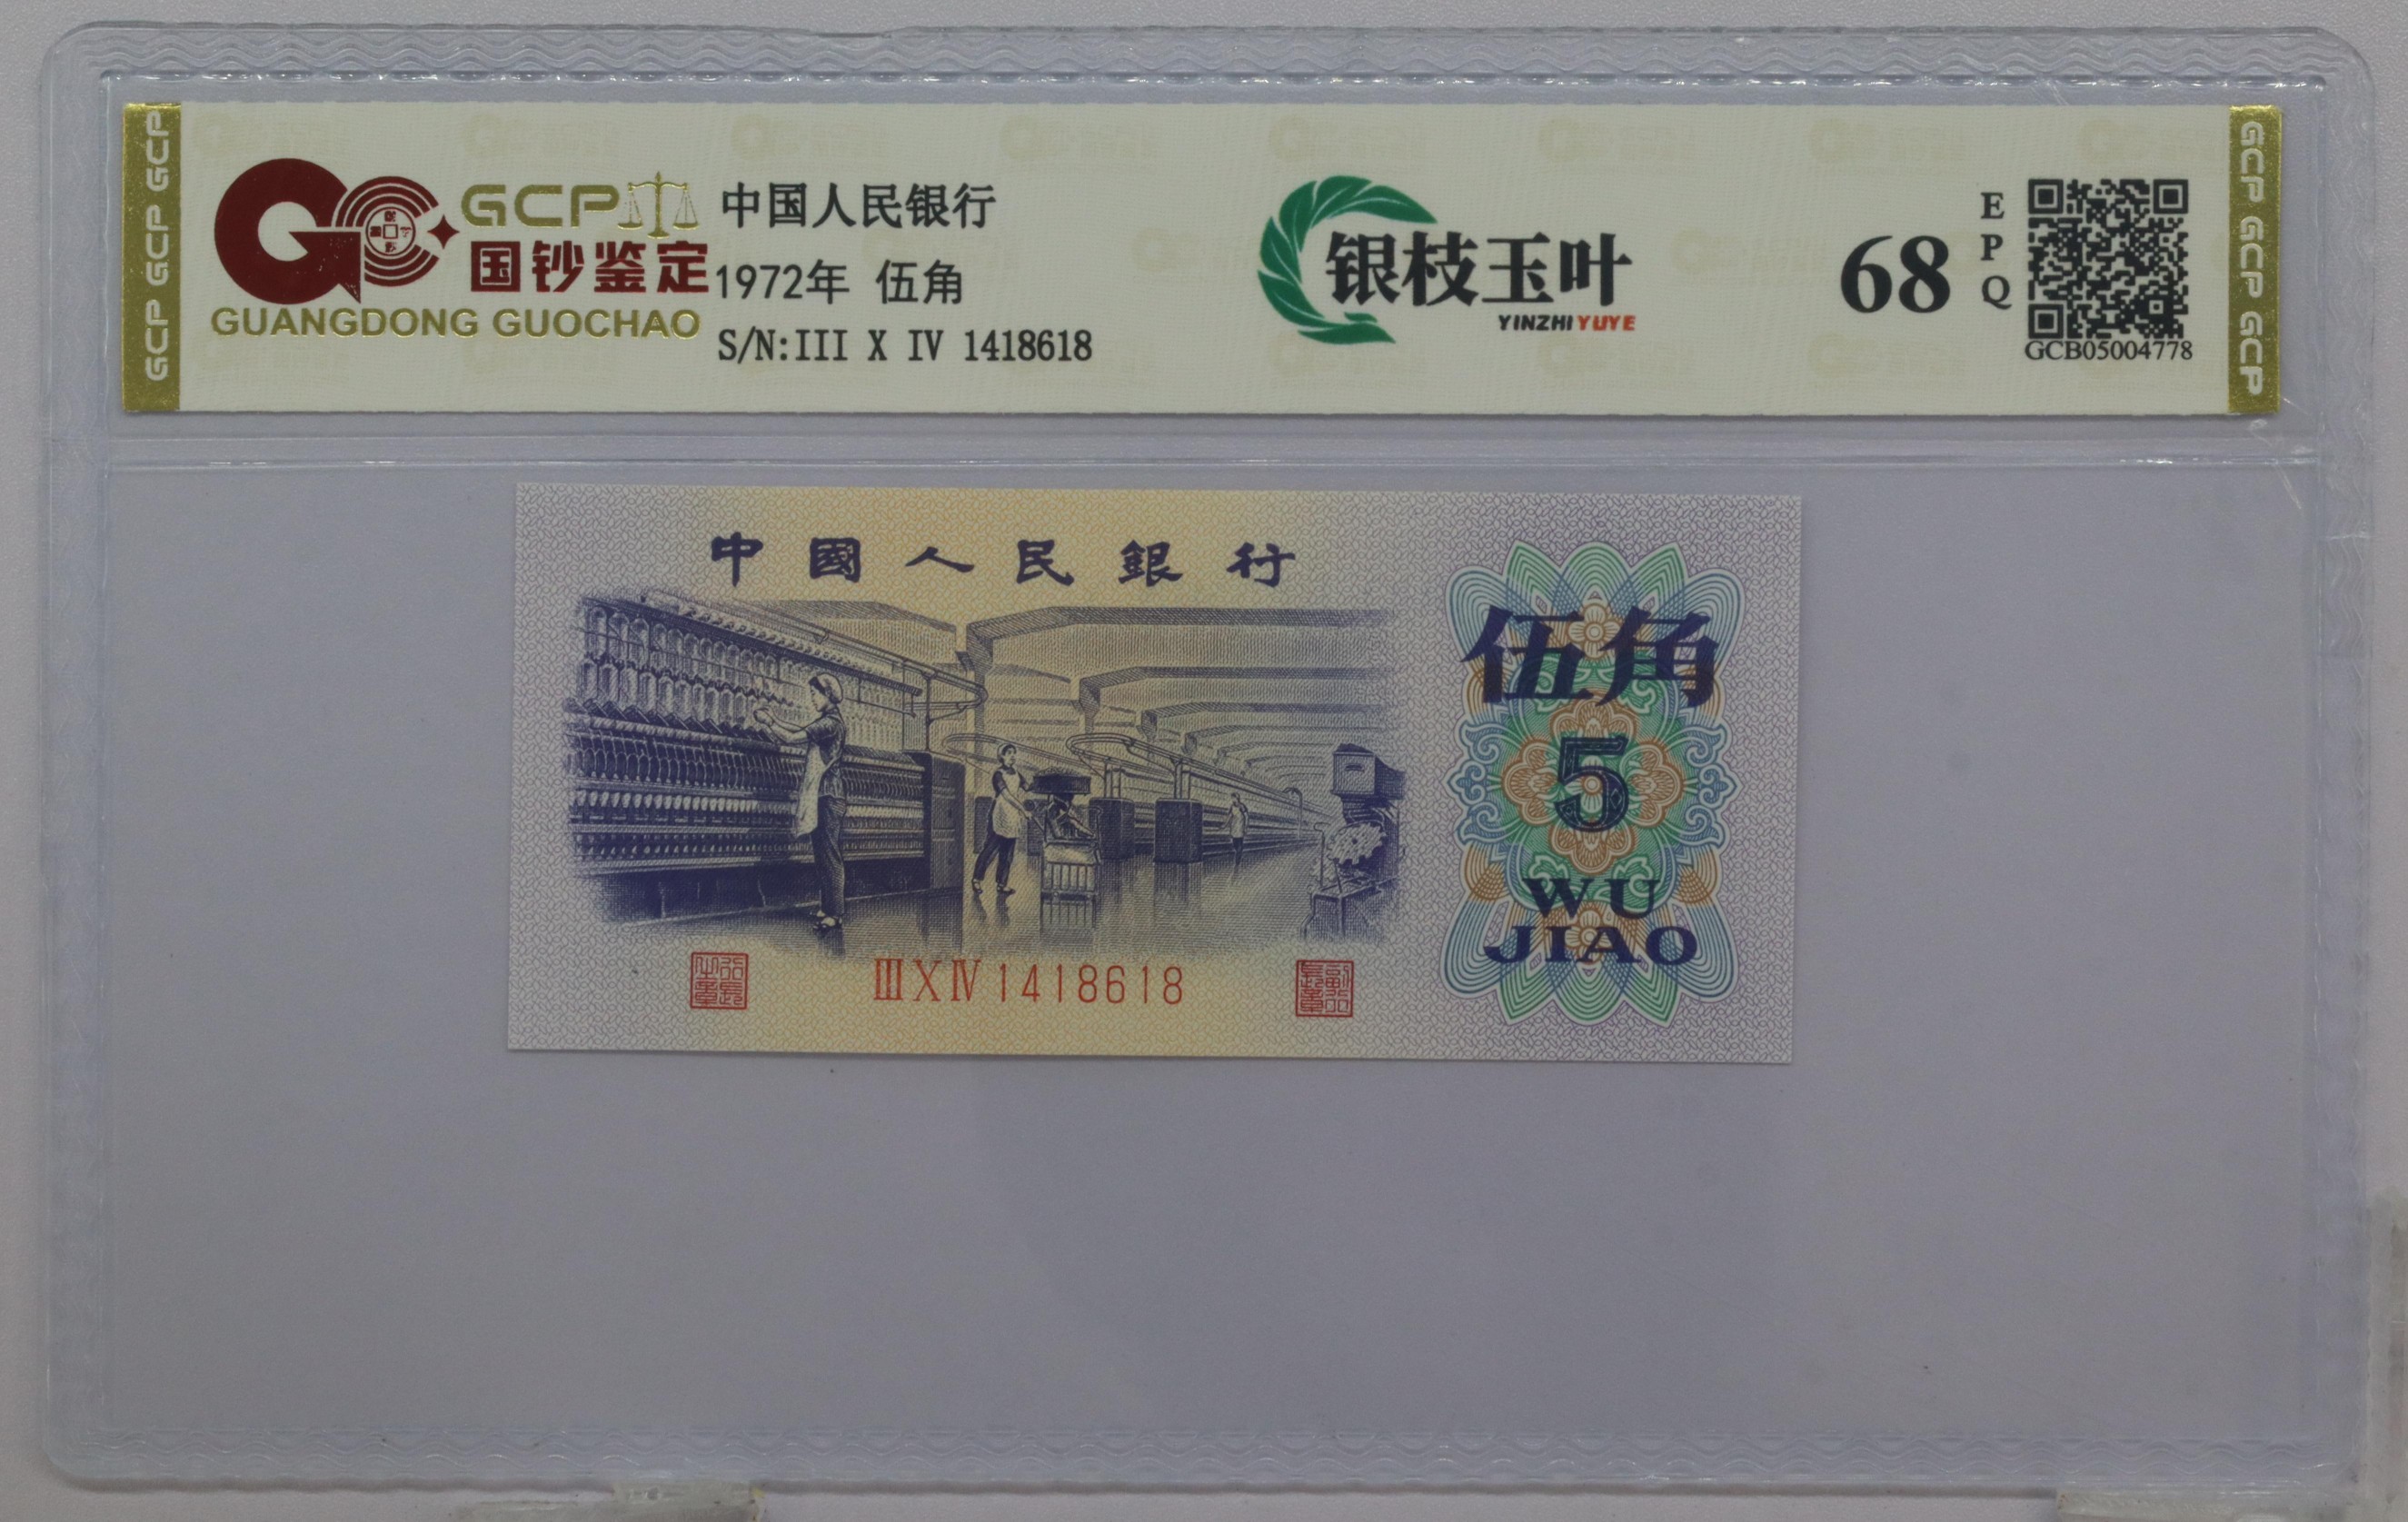 GCP GCP GCP
GCP
国钞鉴定
GUANGDONG GUOCHAO
中国人民银行
1972年 伍角
S/N:III X IV 1418618
银枝玉叶
YINZHI YUYE
68
EPQ
GCB05004778
GCP GCP GCP
中國人民銀行
伍角
5
WU
JIAO
ⅢⅩⅣ1418618